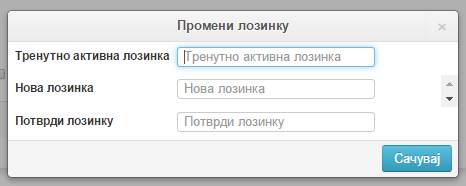 Промени лозинку ×
Тренутно активна лозинка Тренутно активна лозинка
Нова лозинка Нова лозинка
Потврди лозинку Потврди лозинку
Сачувај